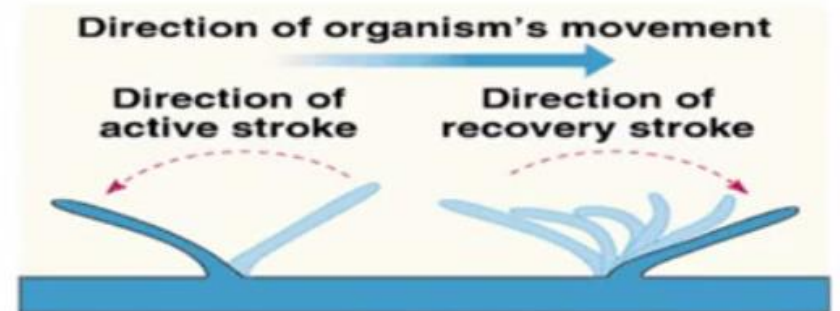 Direction of organism's movement
Direction of
active stroke
Direction of
recovery stroke